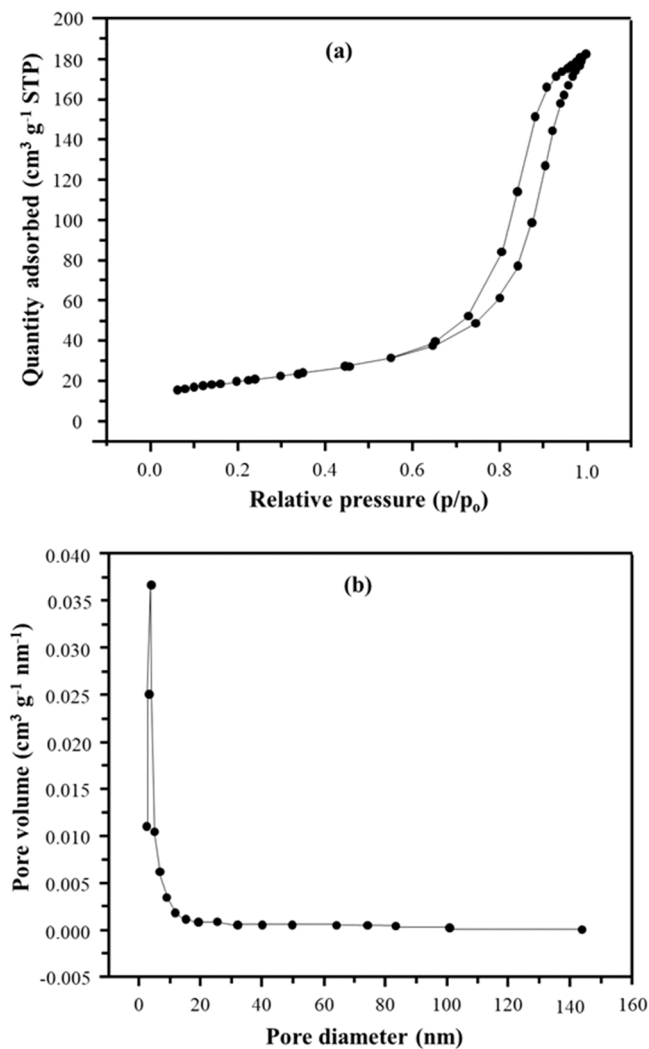 (a)
200
180
160
140
120
100
80
60
40
20
0
Quantity adsorbed (cm³ g⁻¹ STP)
0.0 0.2 0.4 0.6 0.8 1.0
Relative pressure (p/pₒ)
(b)
0.040
0.035
0.030
0.025
0.020
0.015
0.010
0.005
0.000
-0.005
Pore volume (cm³ g⁻¹ nm⁻¹)
0 20 40 60 80 100 120 140 160
Pore diameter (nm)